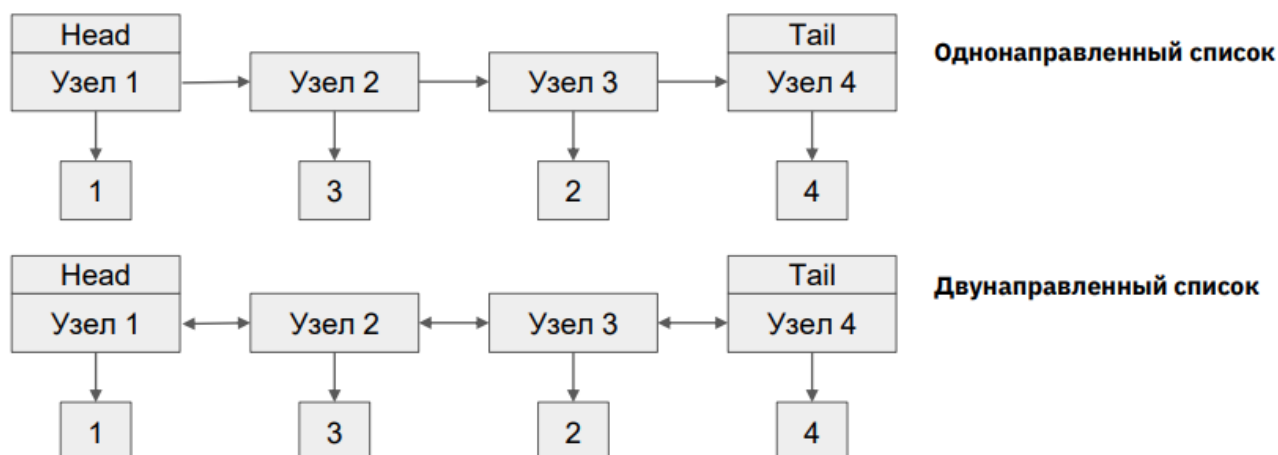 Head
Tail
Однонаправленный список
Узел 1
Узел 2
Узел 3
Узел 4
1
3
2
4
Head
Tail
Двунаправленный список
Узел 1
Узел 2
Узел 3
Узел 4
1
3
2
4